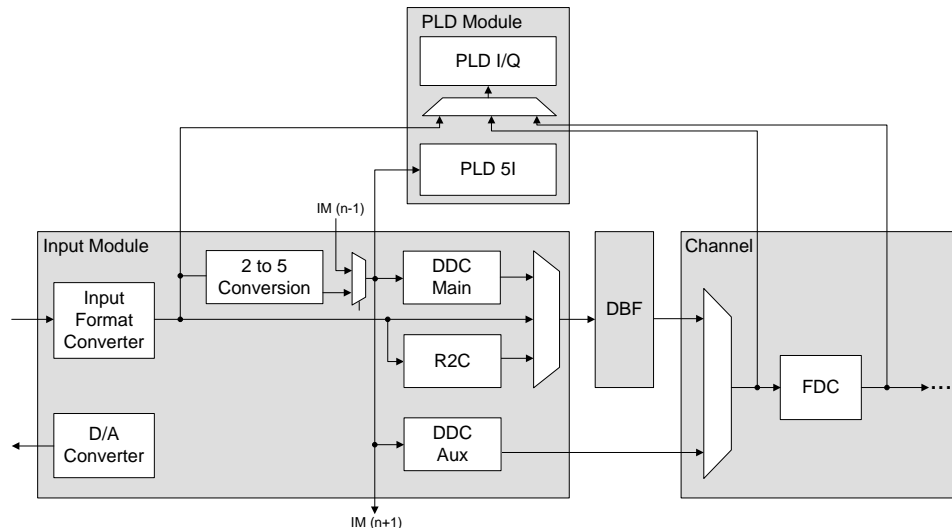 PLD Module
PLD I/Q
PLD 5I
IM (n-1)
Input Module
2 to 5
Conversion
DDC
Main
DBF
Channel
Input
Format
Converter
R2C
FDC
...
D/A
Converter
DDC
Aux
IM (n+1)